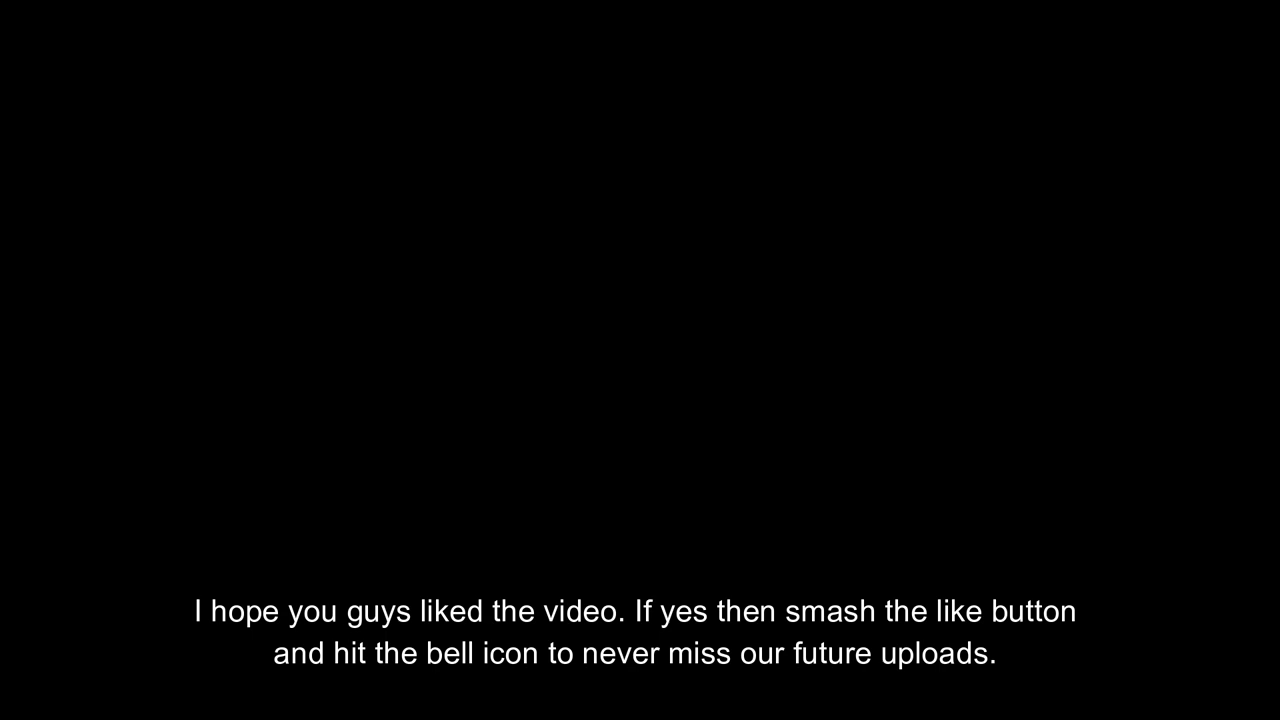 I hope you guys liked the video. If yes then smash the like button
and hit the bell icon to never miss our future uploads.